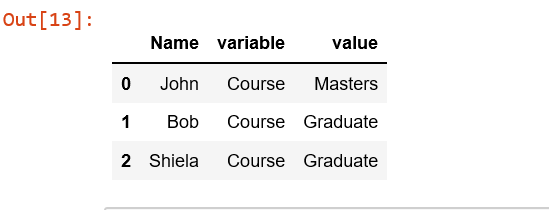 Out[13]:
Name variable value
0 John Course Masters
1 Bob Course Graduate
2 Shiela Course Graduate